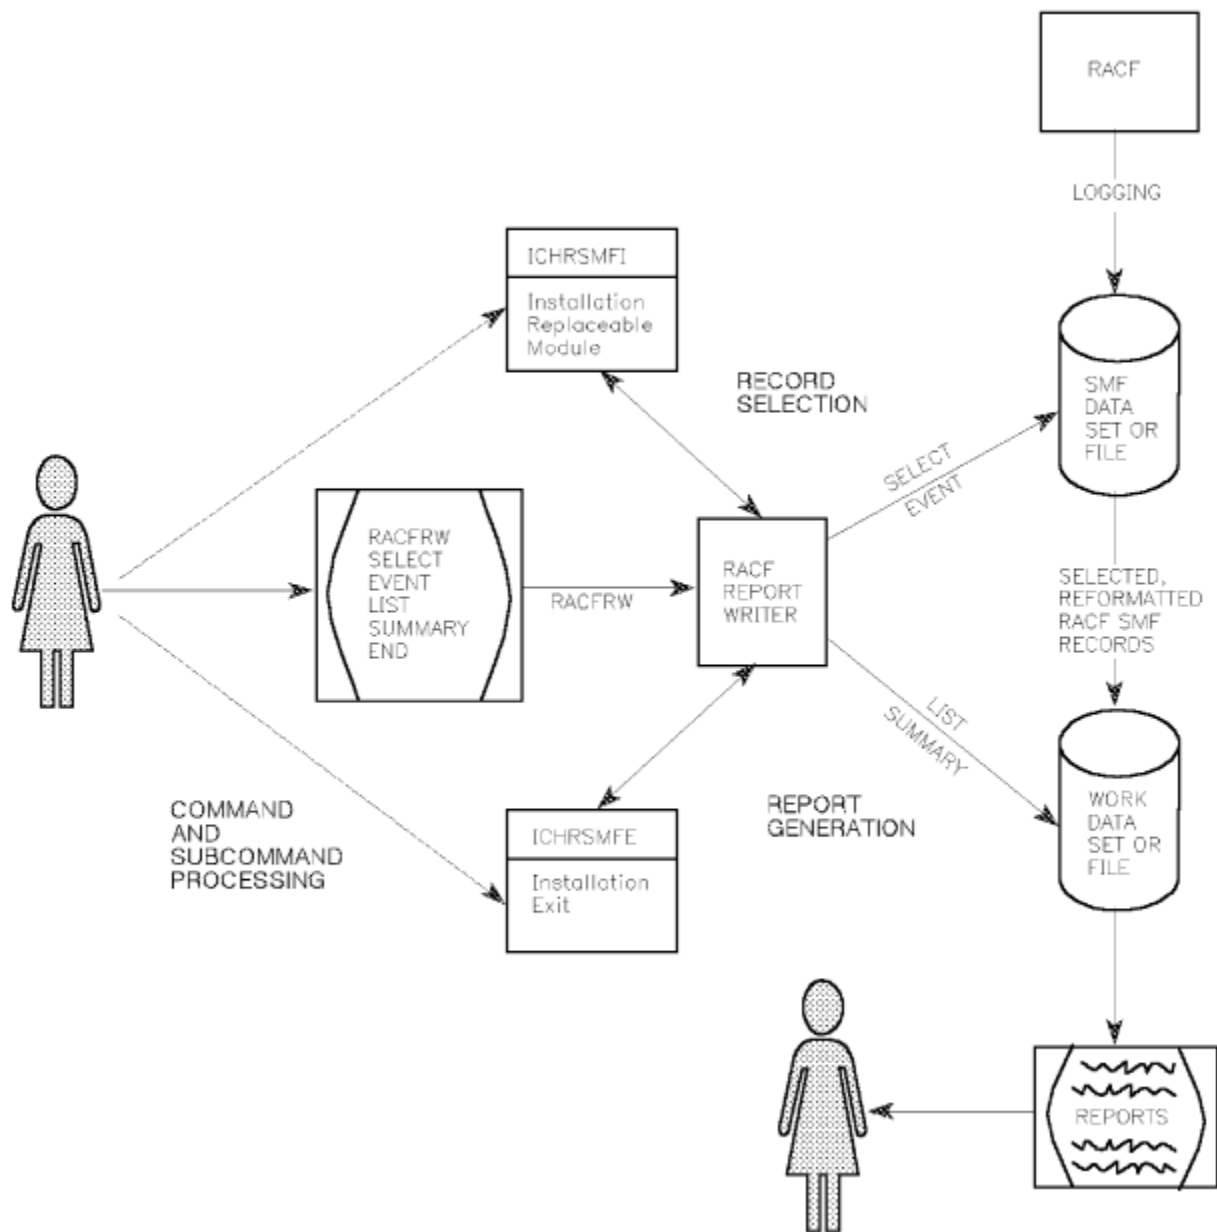 RACF
LOGGING
ICHRSMFI
Installation
Replaceable
Module
RECORD
SELECTION
SMF
DATA
SET OR
FILE
SELECT
EVENT
RACFRW
SELECT
EVENT
LIST
SUMMARY
END
RACFRW
RACF
REPORT
WRITER
SELECTED,
REFORMATTED
RACF SMF
RECORDS
LIST
SUMMARY
COMMAND
AND
SUBCOMMAND
PROCESSING
ICHRSMFE
Installation
Exit
REPORT
GENERATION
WORK
DATA
SET OR
FILE
REPORTS